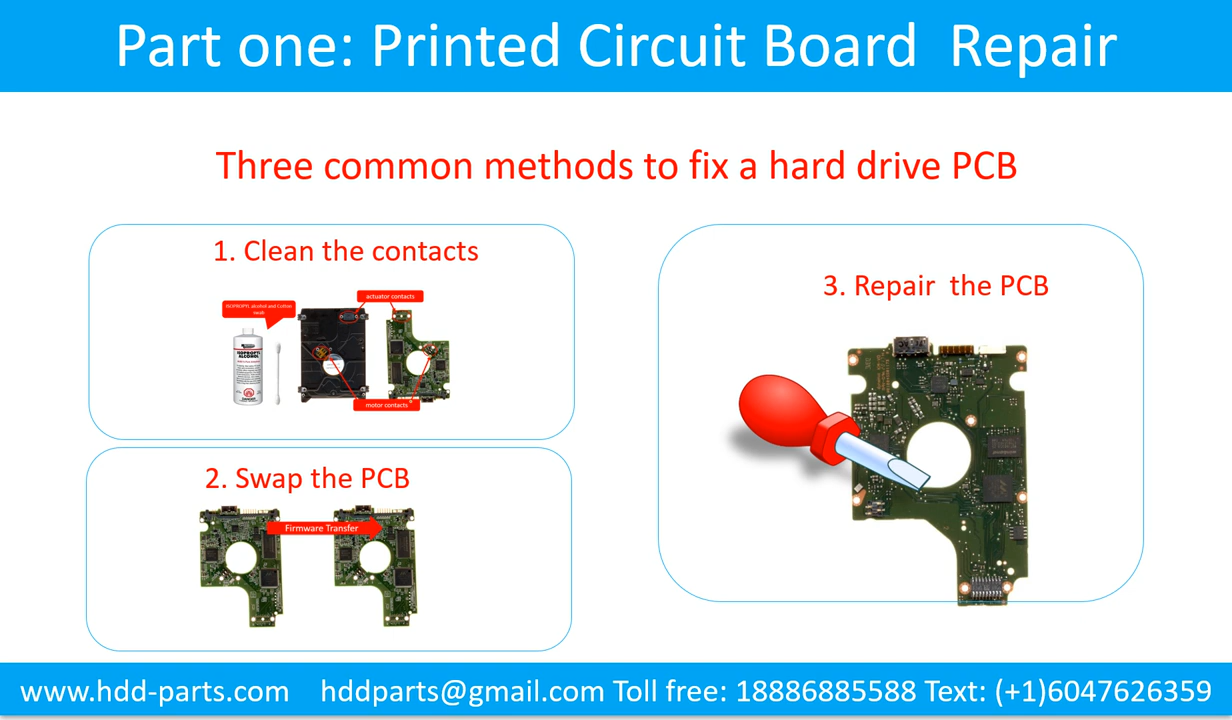 Part one: Printed Circuit Board Repair
Three common methods to fix a hard drive PCB
1. Clean the contacts
actuator contacts
ISOPROPYL alcohol and Cotton
swab
ISOPROPYL
ALCOHOL
motor contacts
2. Swap the PCB
Firmware Transfer
3. Repair the PCB
www.hdd-parts.com hddparts@gmail.com Toll free: 18886885588 Text: (+1)6047626359